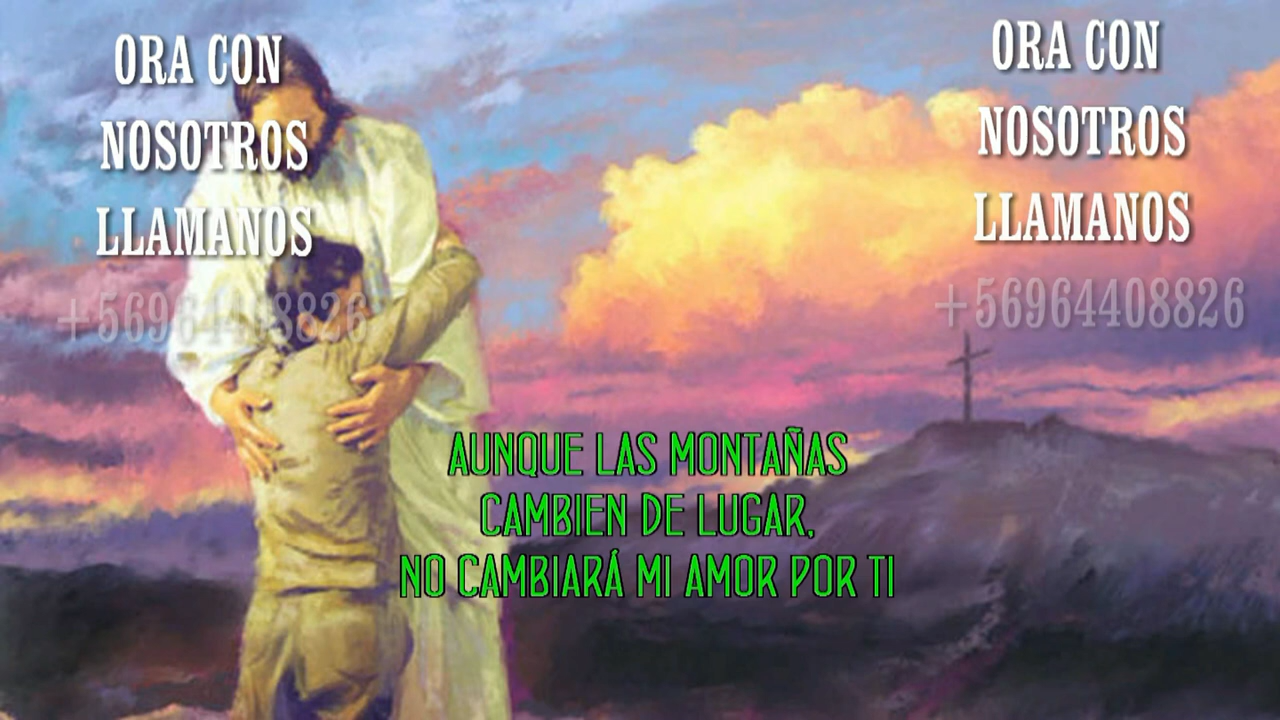 ORA CON
NOSOTROS
LLAMANOS
+56964408826
ORA CON
NOSOTROS
LLAMANOS
+56964408826
AUNQUE LAS MONTAÑAS
CAMBIEN DE LUGAR,
NO CAMBIARÁ MI AMOR POR TI